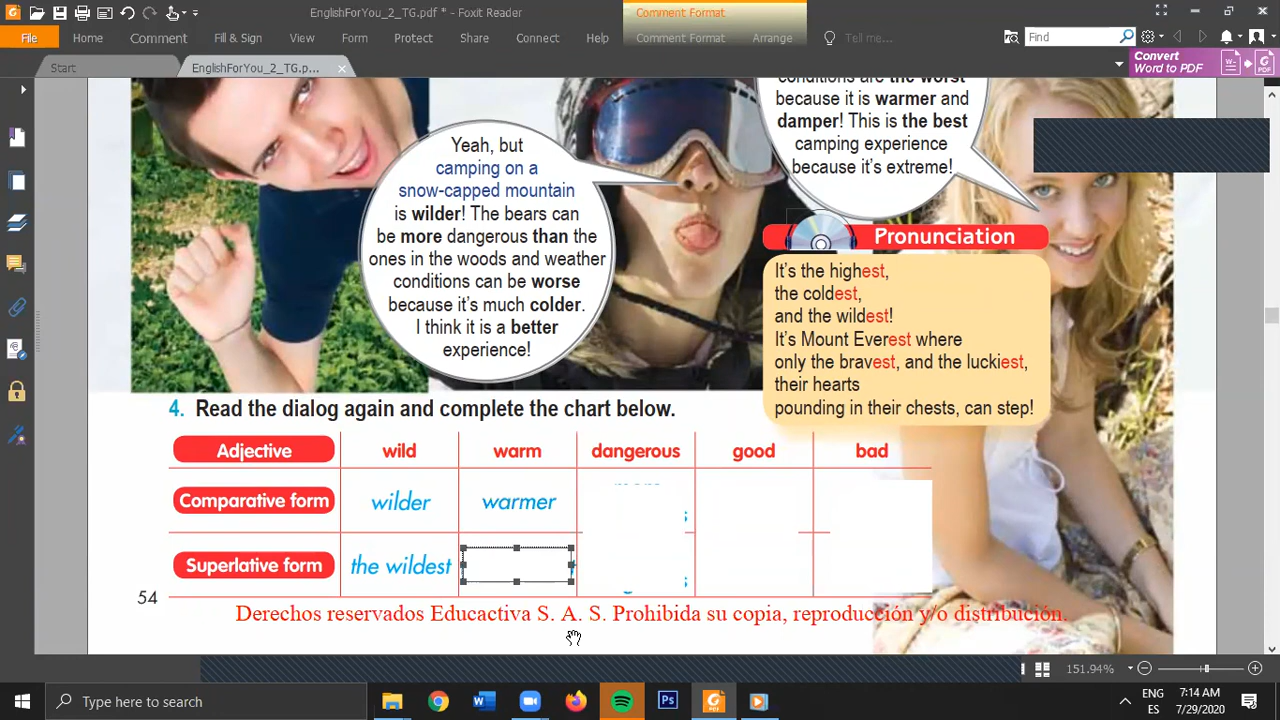 EnglishForYou_2_TG.pdf * - Foxit Reader
Comment Format
File
Home
Comment
Fill & Sign
View
Form
Protect
Share
Connect
Help
Comment Format
Arrange
Tell me...
Find
Start
EnglishForYou_2_TG.p...
Convert
Word to PDF
conditions are the worst
because it is warmer and
damper! This is the best
camping experience
because it's extreme!
Yeah, but
camping on a
snow-capped mountain
is wilder! The bears can
be more dangerous than the
ones in the woods and weather
conditions can be worse
because it's much colder.
I think it is a better
experience!
Pronunciation
It's the highest,
the coldest,
and the wildest!
It's Mount Everest where
only the bravest, and the luckiest,
their hearts
pounding in their chests, can step!
4. Read the dialog again and complete the chart below.
Adjective wild warm dangerous good bad
Comparative form wilder warmer
Superlative form the wildest
54
Derechos reservados Educactiva S. A. S. Prohibida su copia, reproducción y/o distribución.
151.94%
Type here to search
ENG
ES
7:14 AM
7/29/2020